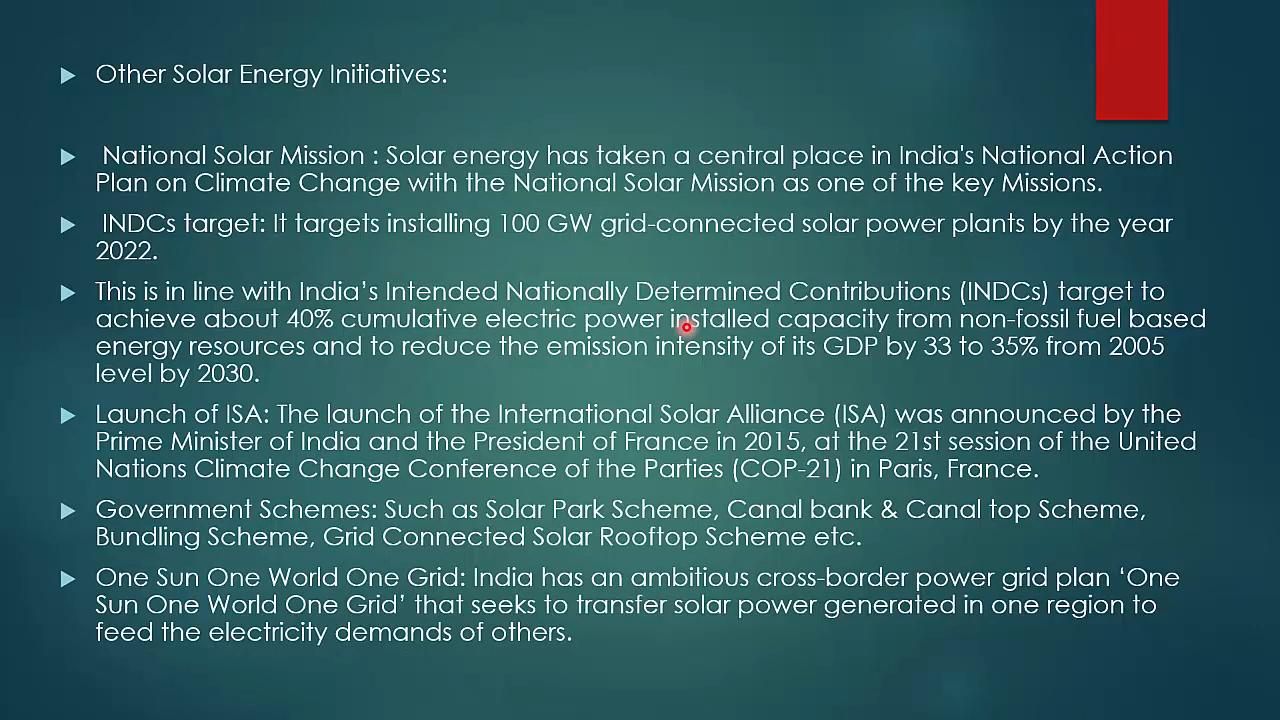 Other Solar Energy Initiatives:
National Solar Mission : Solar energy has taken a central place in India's National Action
Plan on Climate Change with the National Solar Mission as one of the key Missions.
INDCs target: It targets installing 100 GW grid-connected solar power plants by the year
2022.
This is in line with India’s Intended Nationally Determined Contributions (INDCs) target to
achieve about 40% cumulative electric power installed capacity from non-fossil fuel based
energy resources and to reduce the emission intensity of its GDP by 33 to 35% from 2005
level by 2030.
Launch of ISA: The launch of the International Solar Alliance (ISA) was announced by the
Prime Minister of India and the President of France in 2015, at the 21st session of the United
Nations Climate Change Conference of the Parties (COP-21) in Paris, France.
Government Schemes: Such as Solar Park Scheme, Canal bank & Canal top Scheme,
Bundling Scheme, Grid Connected Solar Rooftop Scheme etc.
One Sun One World One Grid: India has an ambitious cross-border power grid plan ‘One
Sun One World One Grid’ that seeks to transfer solar power generated in one region to
feed the electricity demands of others.